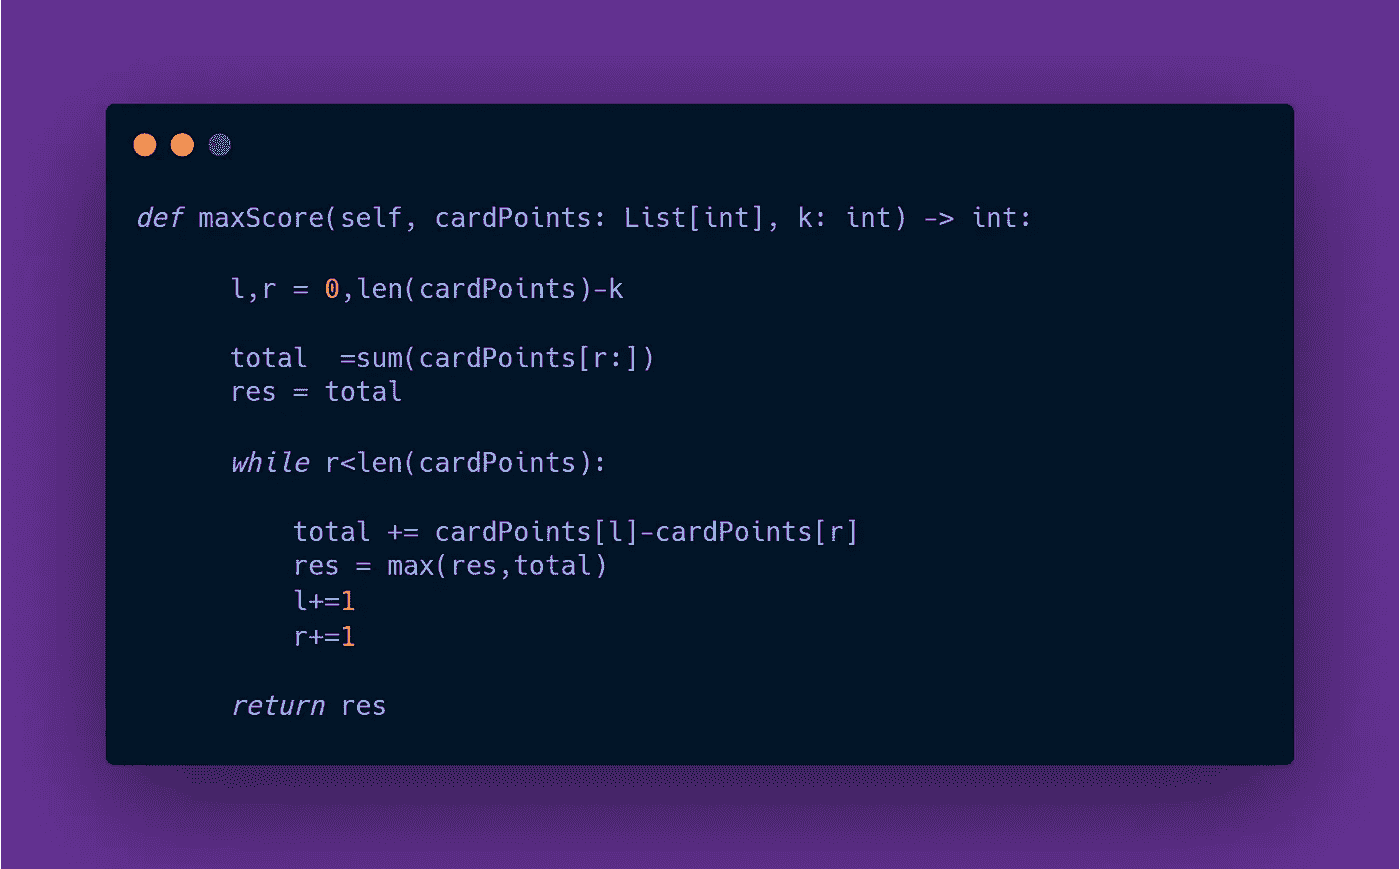 def maxScore(self, cardPoints: List[int], k: int) -> int:
l,r = 0,len(cardPoints)-k
total  =sum(cardPoints[r:])
res = total
while r<len(cardPoints):
total += cardPoints[l]-cardPoints[r]
res = max(res,total)
l+=1
r+=1
return res